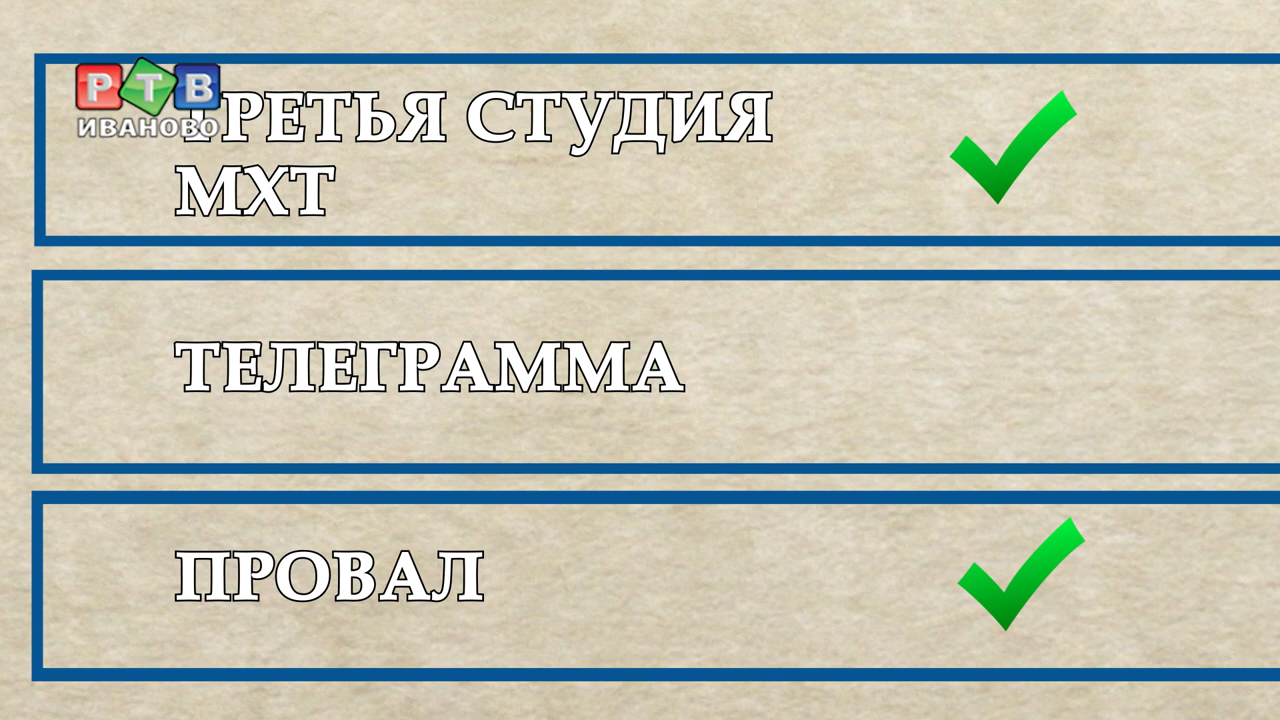 РТВ
ИВАНОВО
ТРЕТЬЯ СТУДИЯ
МХТ
ТЕЛЕГРАММА
ПРОВАЛ